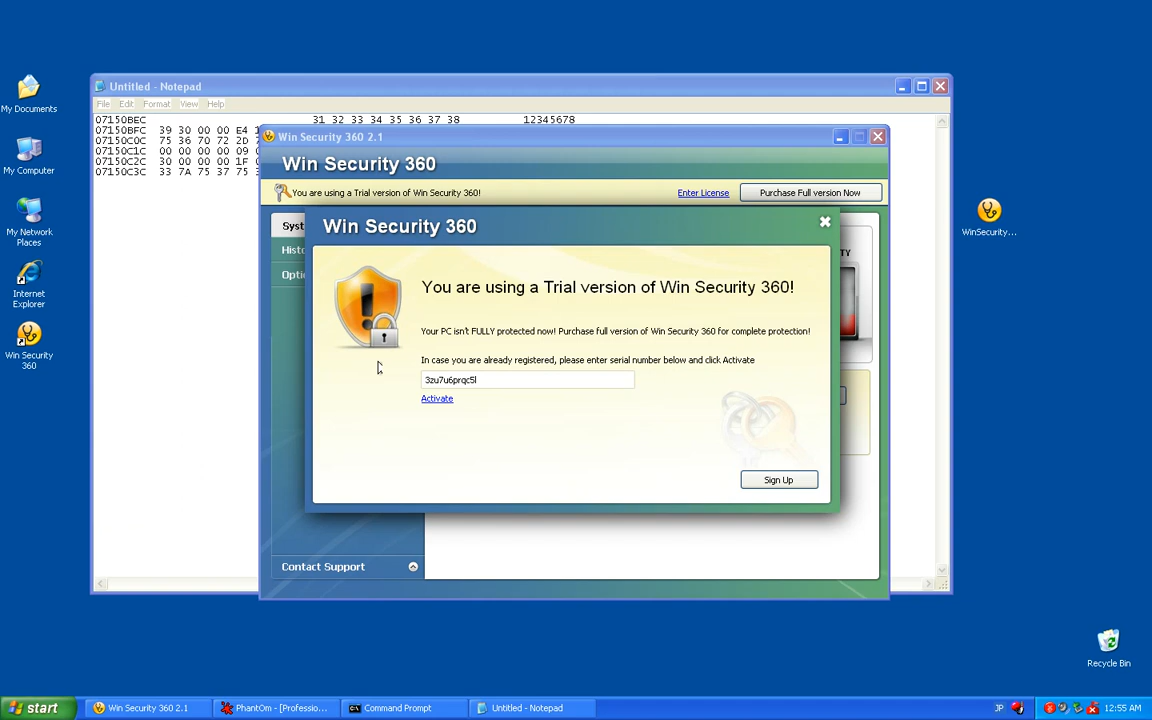 My Documents
My Computer
My Network
Places
Internet
Explorer
Win Security
360
Untitled - Notepad
File Edit Format View Help
07150BEC 31 32 33 34 35 36 37 38 12345678
07150BFC 39 30 00 00 E4
07150C0C 75 36 70 72 2D
07150C1C 00 00 00 00 09
07150C2C 30 00 00 00 1F
07150C3C 33 7A 75 37 75
Win Security 360 2.1
Win Security 360
You are using a Trial version of Win Security 360!
Enter License
Purchase Full version Now
Syst
Histo
Optio
TY
Win Security 360
You are using a Trial version of Win Security 360!
Your PC isn't FULLY protected now! Purchase full version of Win Security 360 for complete protection!
In case you are already registered, please enter serial number below and click Activate
3zu7u6prqc5l
Activate
Sign Up
Contact Support
WinSecurity...
Recycle Bin
start
Win Security 360 2.1
PhantOm - [Professio...
Command Prompt
Untitled - Notepad
JP
12:55 AM